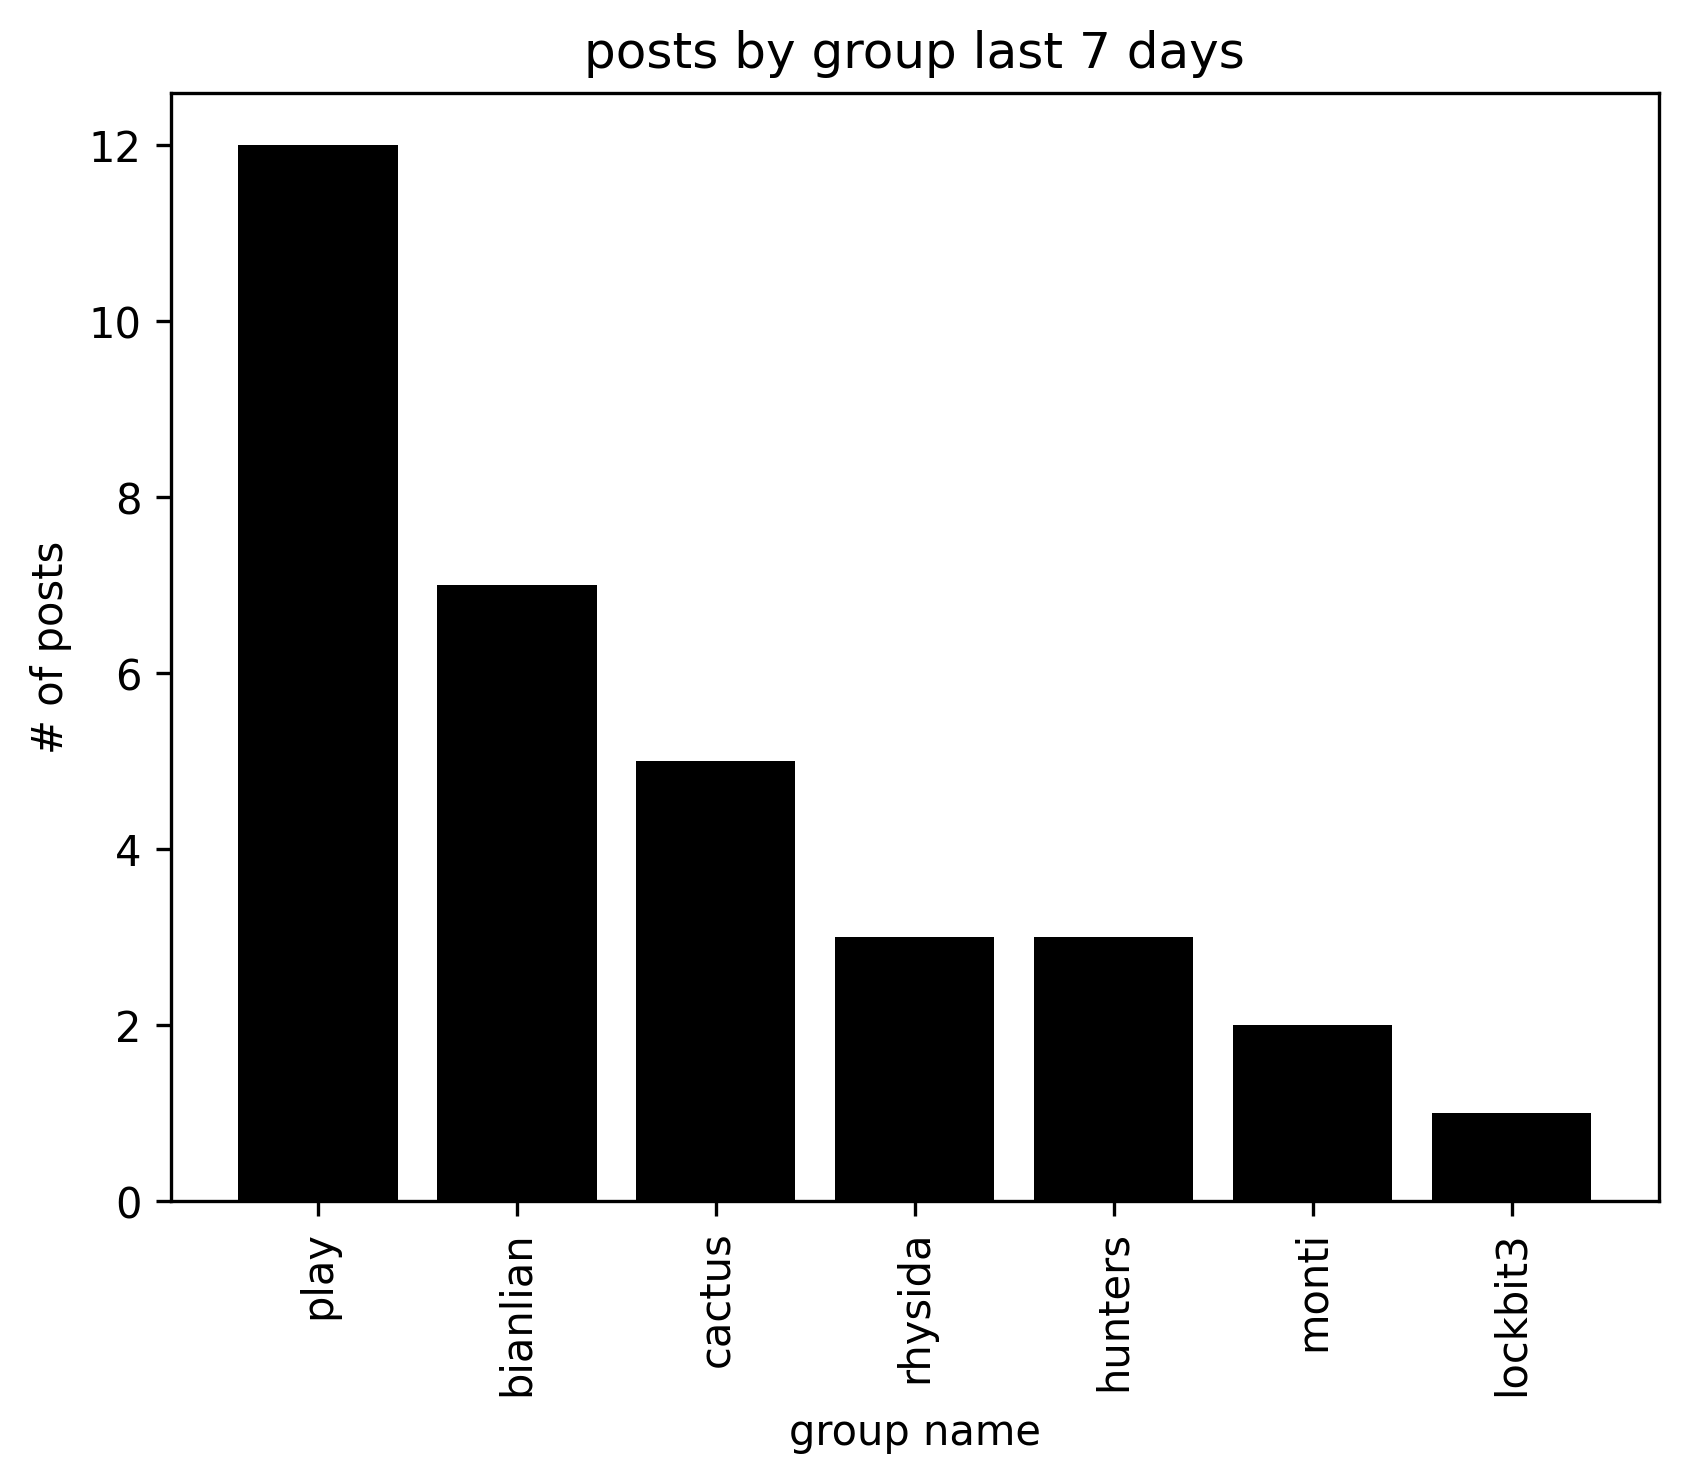 posts by group last 7 days
12
10
8
6
4
2
0
# of posts
play
bianlian
cactus
rhysida
hunters
monti
lockbit3
group name